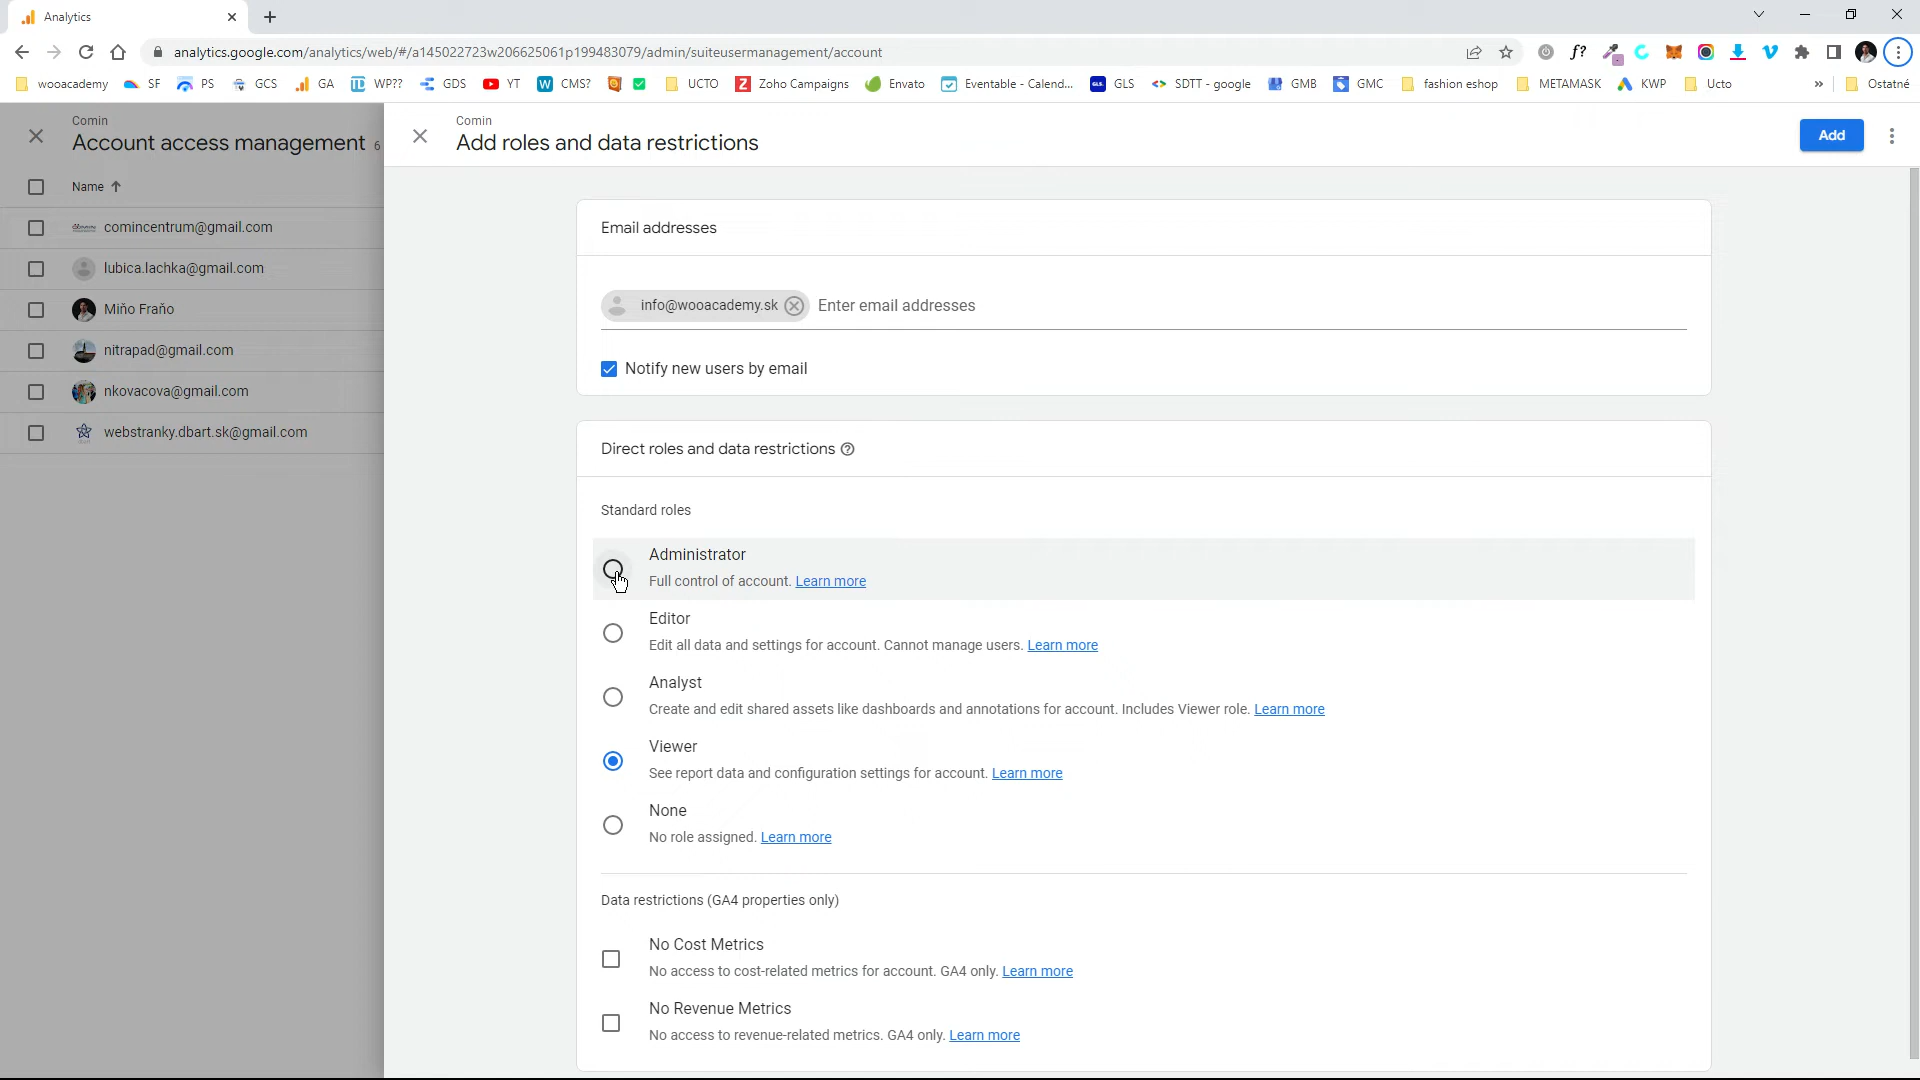 Analytics
analytics.google.com/analytics/web/#/a145022723w206625061p199483079/admin/suiteusermanagement/account
f?
wooacademy SF PS GCS GA WP?? GDS YT CMS? UCTO Zoho Campaigns Envato Eventable - Calend... GLS SDTT - google GMB GMC fashion eshop METAMASK KWP Ucto » Ostatné
Comin
Account access management 6
Name
comincentrum@gmail.com
lubica.lachka@gmail.com
Miňo Fraňo
nitrapad@gmail.com
nkovacova@gmail.com
webstranky.dbart.sk@gmail.com
Comin
Add roles and data restrictions
Add
Email addresses
info@wooacademy.sk Enter email addresses
Notify new users by email
Direct roles and data restrictions
Standard roles
Administrator
Full control of account. Learn more
Editor
Edit all data and settings for account. Cannot manage users. Learn more
Analyst
Create and edit shared assets like dashboards and annotations for account. Includes Viewer role. Learn more
Viewer
See report data and configuration settings for account. Learn more
None
No role assigned. Learn more
Data restrictions (GA4 properties only)
No Cost Metrics
No access to cost-related metrics for account. GA4 only. Learn more
No Revenue Metrics
No access to revenue-related metrics. GA4 only. Learn more